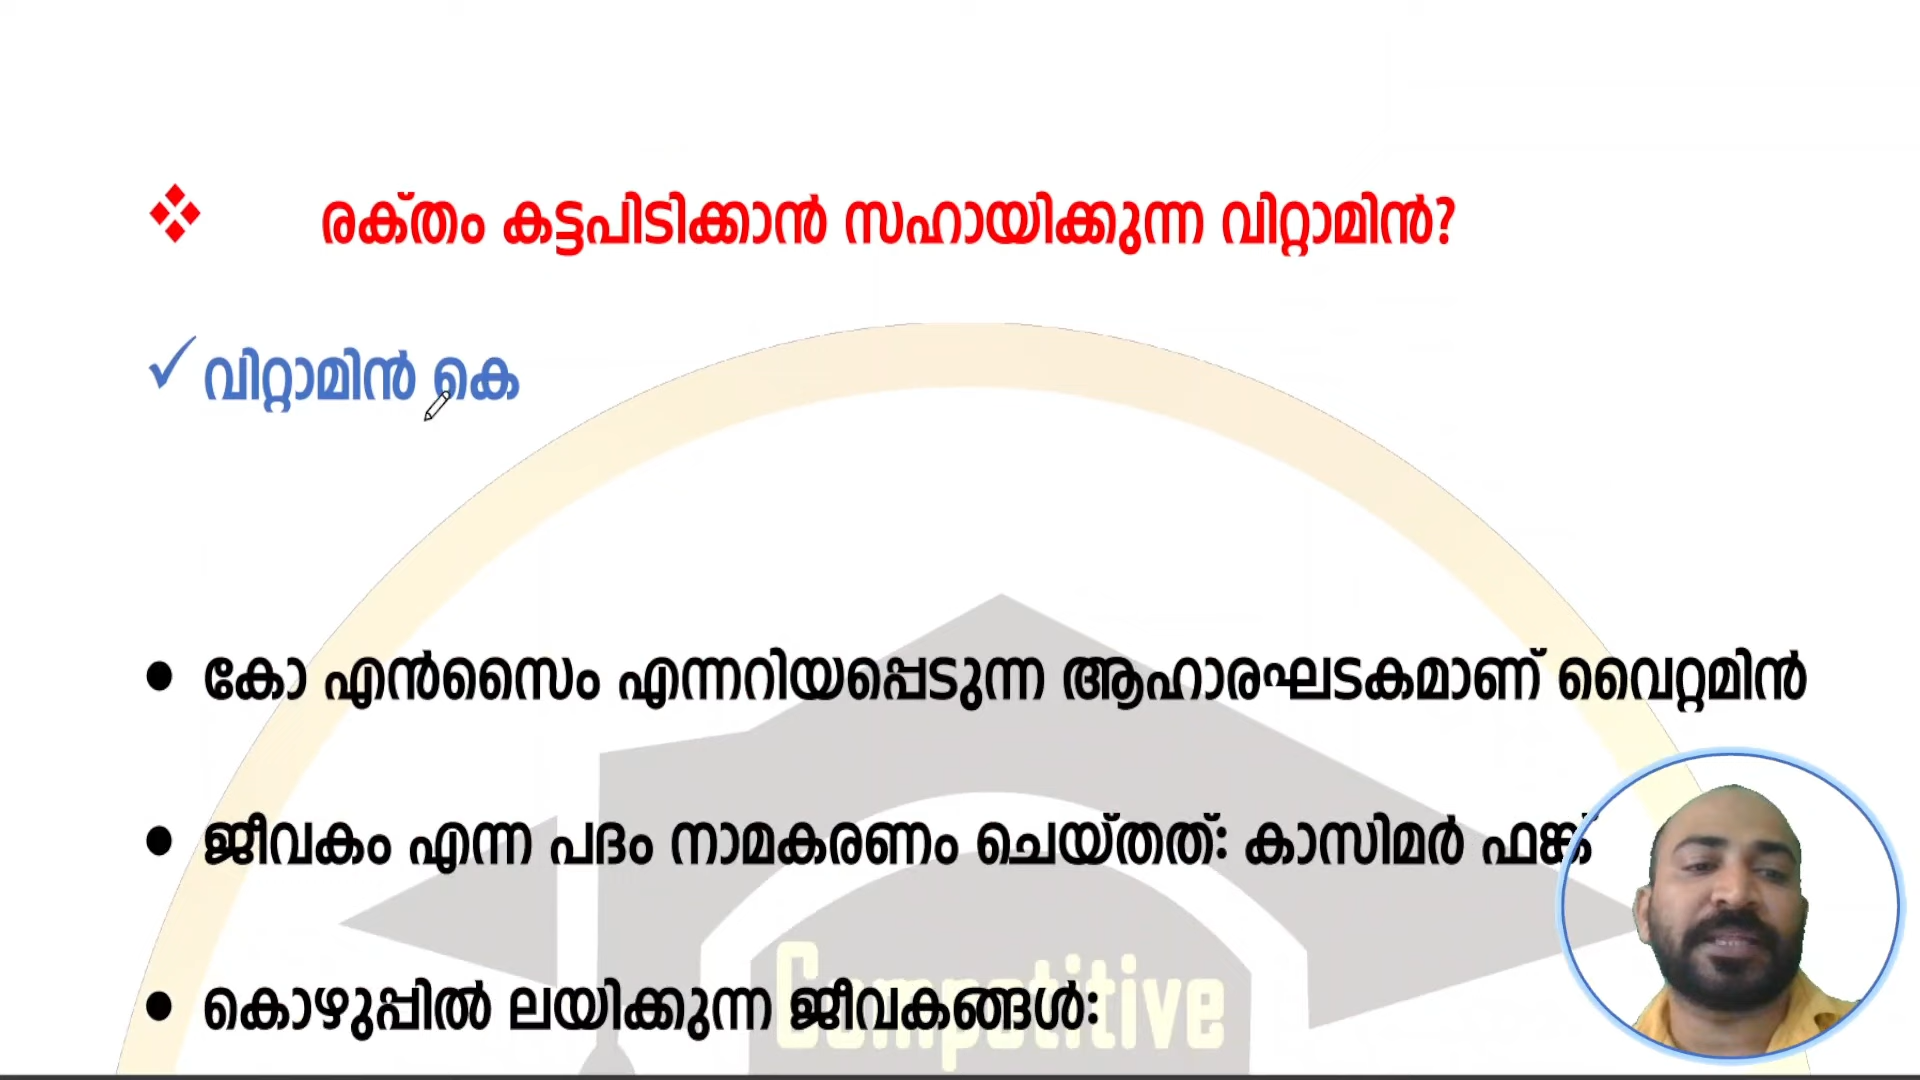 രക്തം കട്ടപിടിക്കാൻ സഹായിക്കുന്ന വിറ്റാമിൻ?
വിറ്റാമിൻ കെ
കോ എൻസൈം എന്നറിയപ്പെടുന്ന ആഹാരഘടകമാണ് വൈറ്റമിൻ
ജീവകം എന്ന പദം നാമകരണം ചെയ്തത്: കാസിമർ ഫങ്ക്
കൊഴുപ്പിൽ ലയിക്കുന്ന ജീവകങ്ങൾ:
Competitive